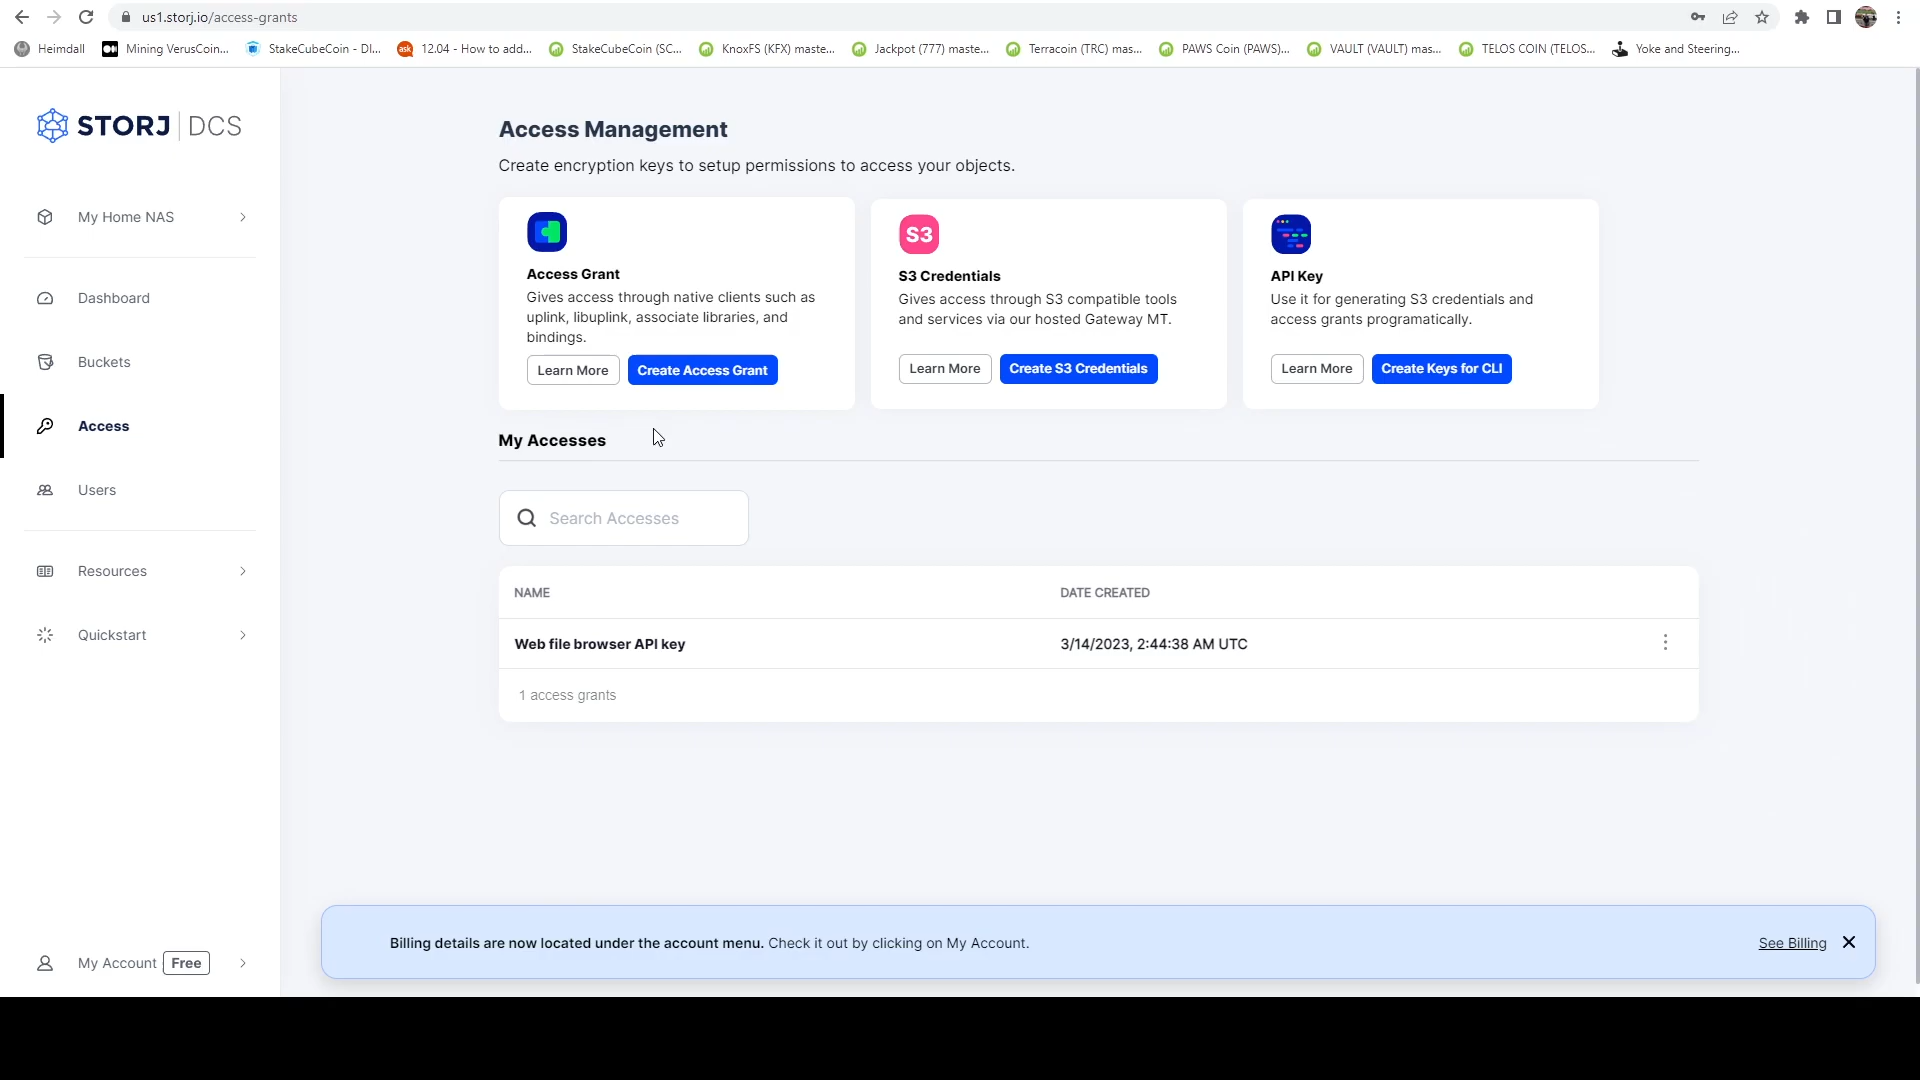 us1.storj.io/access-grants
Heimdall
Mining VerusCoin...
StakeCubeCoin - Dl...
ask
12.04 - How to add...
StakeCubeCoin (SC...
KnoxFS (KFX) maste...
Jackpot (777) maste...
Terracoin (TRC) mas...
PAWS Coin (PAWS)...
VAULT (VAULT) mas...
TELOS COIN (TELOS...
Yoke and Steering...
STORJ DCS
My Home NAS
Dashboard
Buckets
Access
Users
Resources
Quickstart
My Account Free
Access Management
Create encryption keys to setup permissions to access your objects.
Access Grant
Gives access through native clients such as
uplink, libuplink, associate libraries, and
bindings.
Learn More
Create Access Grant
S3
S3 Credentials
Gives access through S3 compatible tools
and services via our hosted Gateway MT.
Learn More
Create S3 Credentials
API Key
Use it for generating S3 credentials and
access grants programatically.
Learn More
Create Keys for CLI
My Accesses
Search Accesses
NAME DATE CREATED
Web file browser API key 3/14/2023, 2:44:38 AM UTC
1 access grants
Billing details are now located under the account menu. Check it out by clicking on My Account.
See Billing